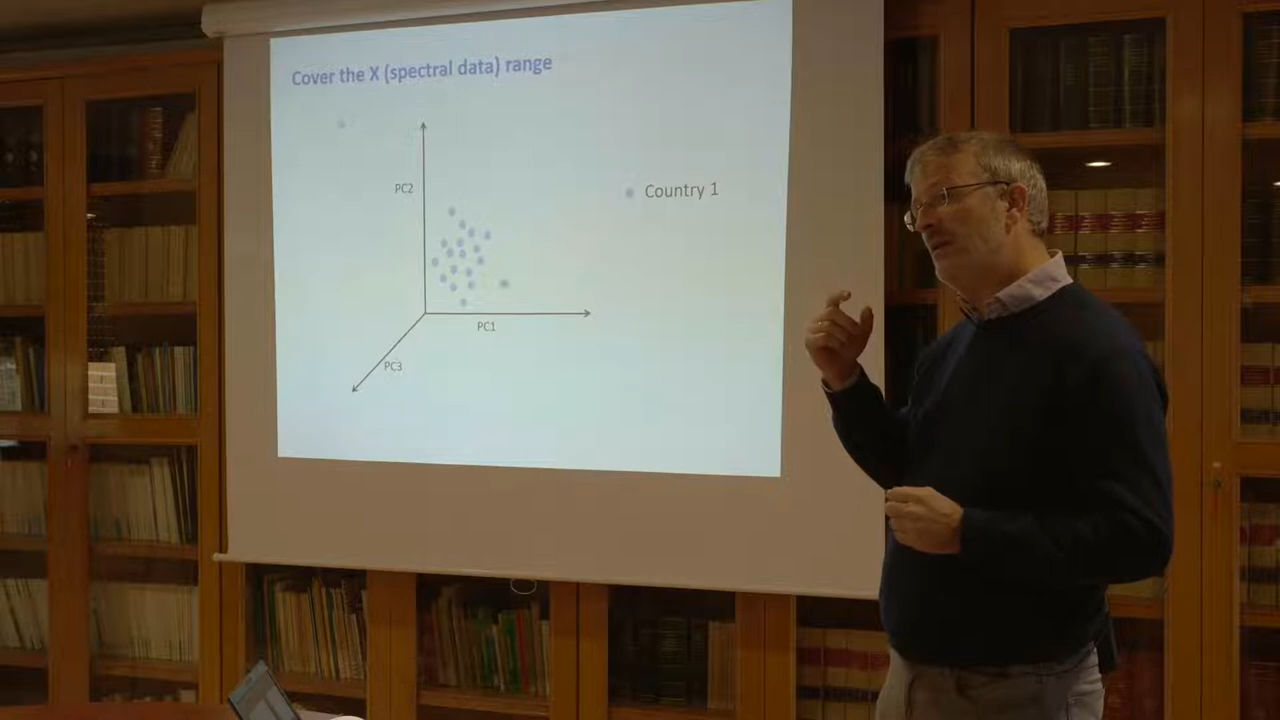 Cover the X (spectral data) range
PC2
Country 1
PC1
PC3